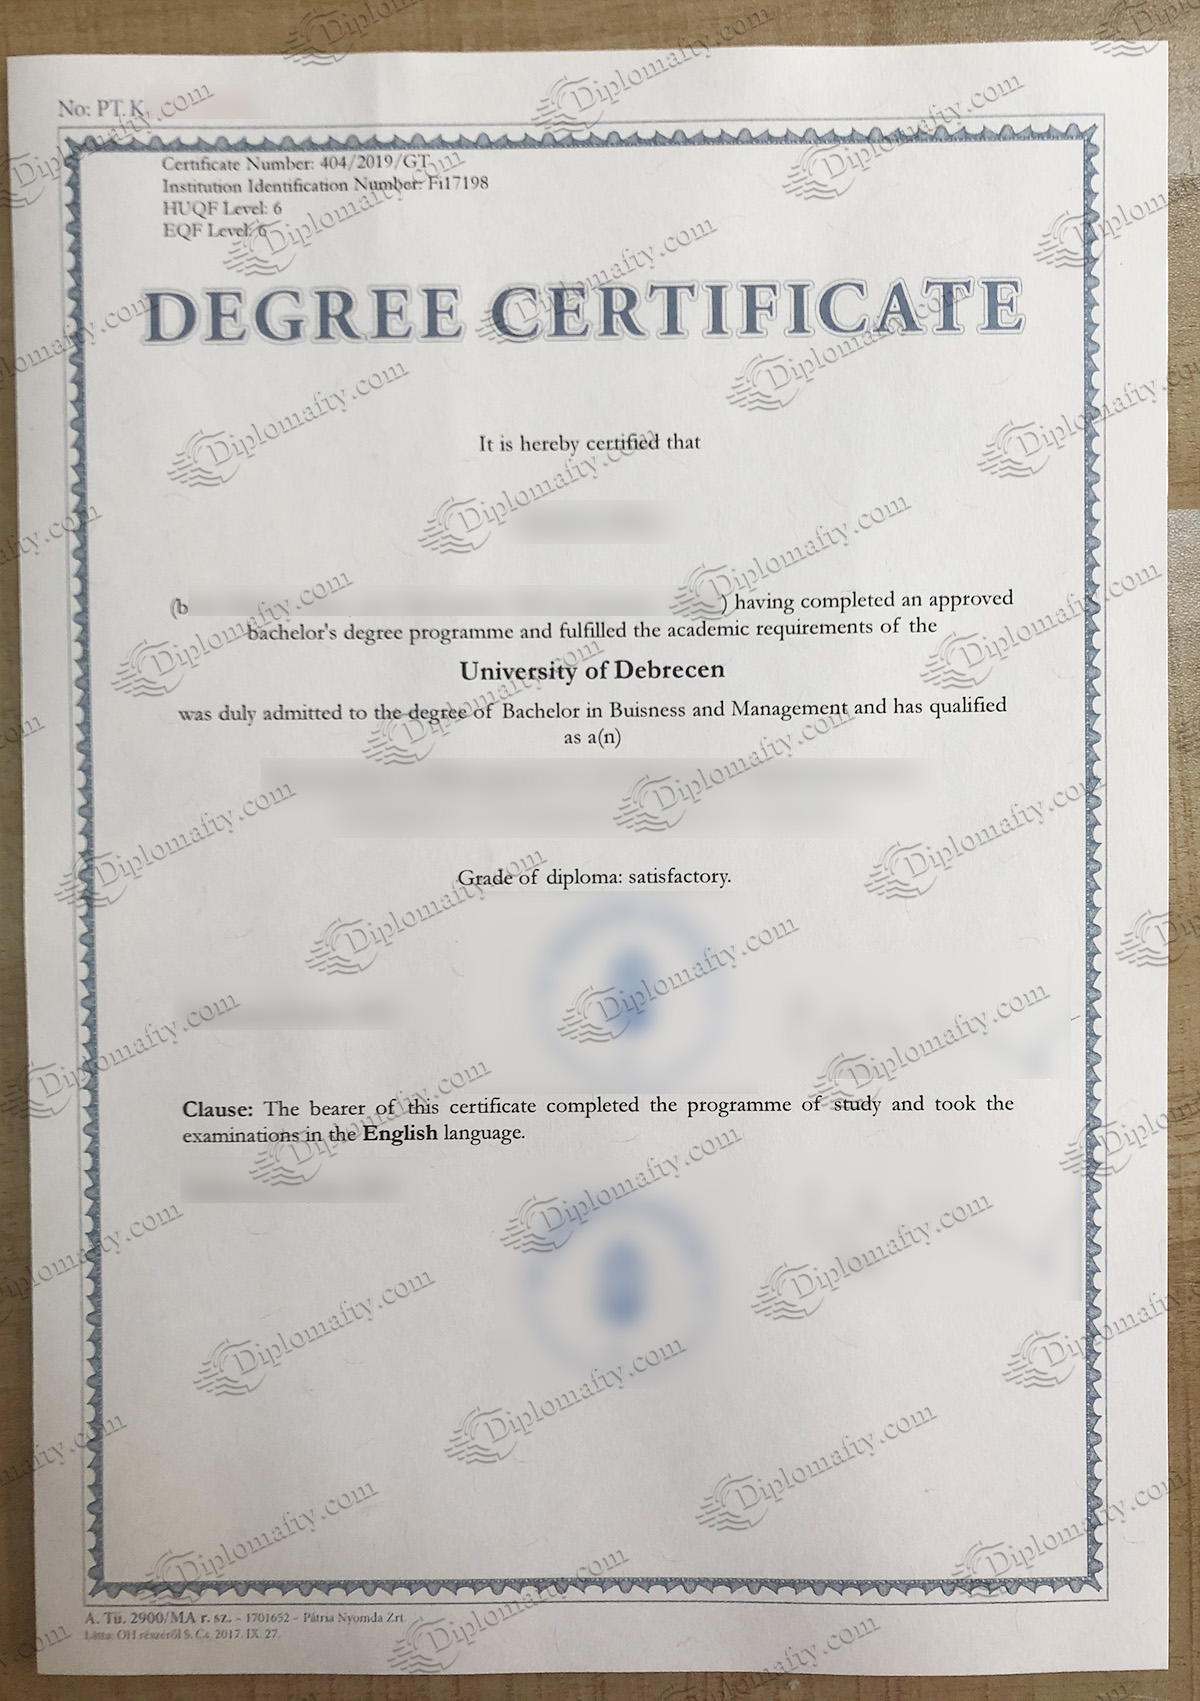 No: PT. K
Certificate Number: 404/2019/GT
Institution Identification Number: Fi17198
HUQF Level: 6
EQF Level: 6
DEGREE CERTIFICATE
It is hereby certified that
(b
) having completed an approved
bachelor's degree programme and fulfilled the academic requirements of the
University of Debrecen
was duly admitted to the degree of Bachelor in Buisness and Management and has qualified
as a(n)
Grade of diploma: satisfactory.
Clause: The bearer of this certificate completed the programme of study and took the
examinations in the English language.
A. Tü. 2900/MA r. sz. - 1701652 - Pátria Nyomda Zrt.
Látta: OH részéről S. Cs. 2017. IX. 27.
Diplomafty.com